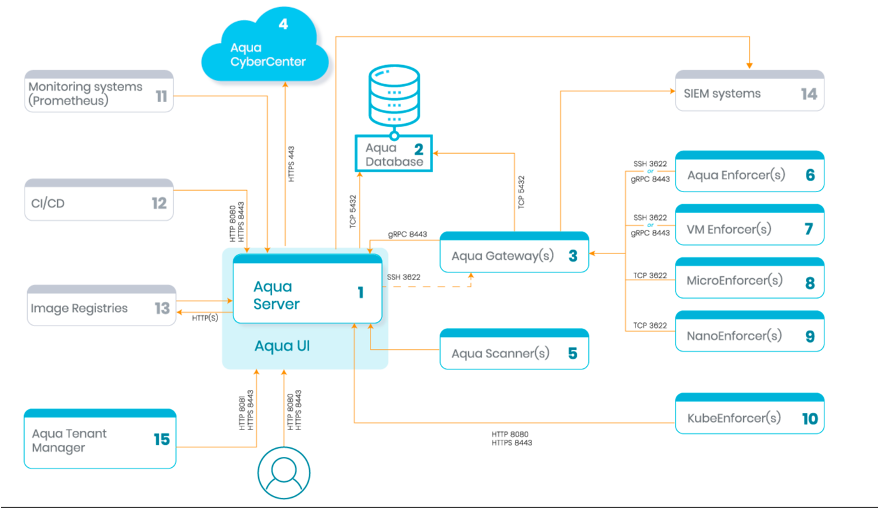 4
Aqua
CyberCenter
Monitoring systems
(Prometheus)
11
SIEM systems
14
HTTPS 443
Aqua
Database
2
SSH 3622
or
gRPC 8443
Aqua Enforcer(s)
6
CI/CD
12
HTTP 8080
HTTPS 8443
TCP 5432
TCP 5432
SSH 3622
or
gRPC 8443
VM Enforcer(s)
7
gRPC 8443
Aqua Gateway(s)
3
Aqua
Server
1
SSH 3622
TCP 3622
MicroEnforcer(s)
8
Image Registries
13
HTTP(S)
TCP 3622
NanoEnforcer(s)
9
Aqua UI
Aqua Scanner(s)
5
Aqua Tenant
Manager
15
HTTP 8081
HTTPS 8443
HTTP 8080
HTTPS 8443
KubeEnforcer(s)
10
HTTP 8080
HTTPS 8443